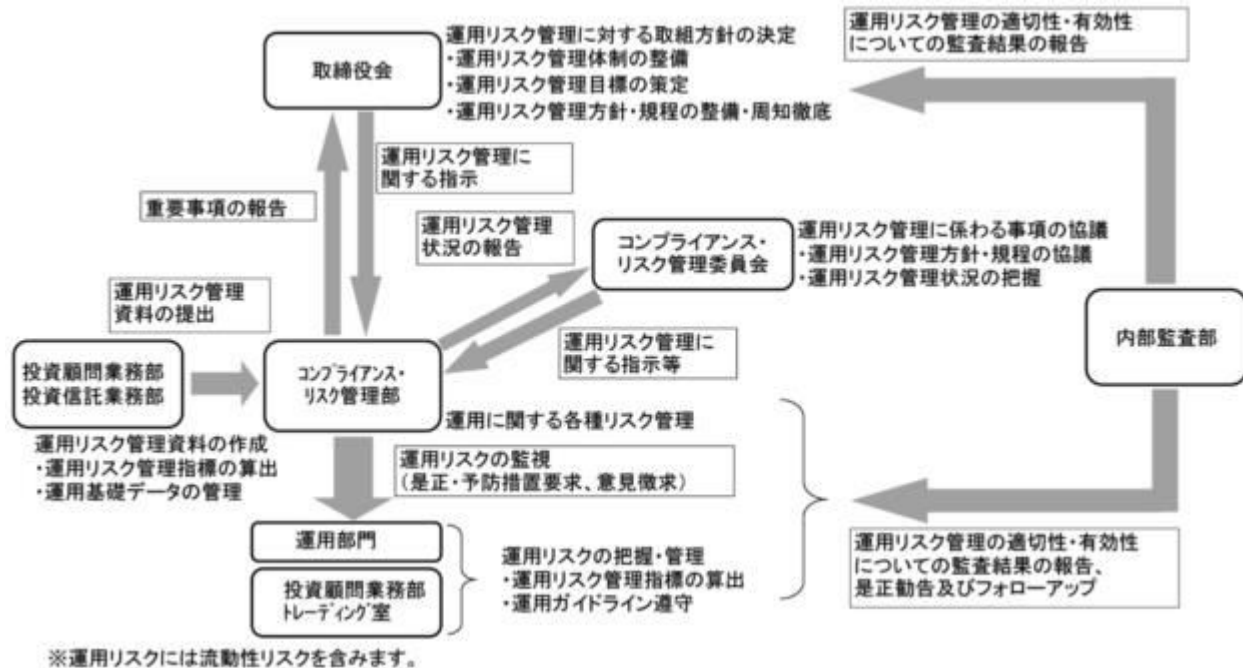 取締役会
運用リスク管理に対する取組方針の決定
・運用リスク管理体制の整備
・運用リスク管理目標の策定
・運用リスク管理方針・規程の整備・周知徹底
運用リスク管理の適切性・有効性
についての監査結果の報告
運用リスク管理に
関する指示
重要事項の報告
運用リスク管理
状況の報告
コンプライアンス・
リスク管理委員会
運用リスク管理に係わる事項の協議
・運用リスク管理方針・規程の協議
・運用リスク管理状況の把握
運用リスク管理
資料の提出
運用リスク管理に
関する指示等
内部監査部
投資顧問業務部
投資信託業務部
コンプライアンス・
リスク管理部
運用に関する各種リスク管理
運用リスク管理資料の作成
・運用リスク管理指標の算出
・運用基礎データの管理
運用リスクの監視
（是正・予防措置要求、意見徴求）
運用部門
投資顧問業務部
トレーディング室
運用リスクの把握・管理
・運用リスク管理指標の算出
・運用ガイドライン遵守
運用リスク管理の適切性・有効性
についての監査結果の報告、
是正勧告及びフォローアップ
※運用リスクには流動性リスクを含みます。